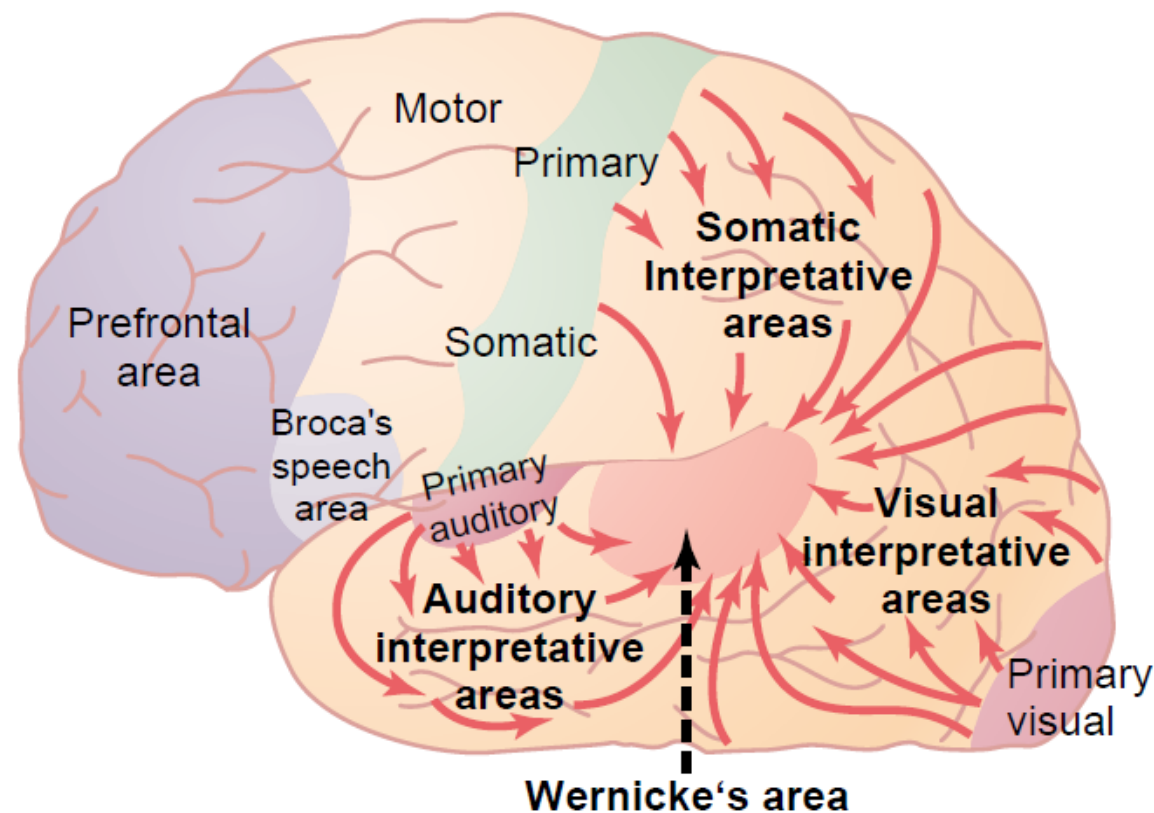 Motor
Primary
Somatic
Interpretative
areas
Prefrontal
area
Somatic
Broca's
speech
area
Primary
auditory
Visual
interpretative
areas
Auditory
interpretative
areas
Primary
visual
Wernicke‘s area